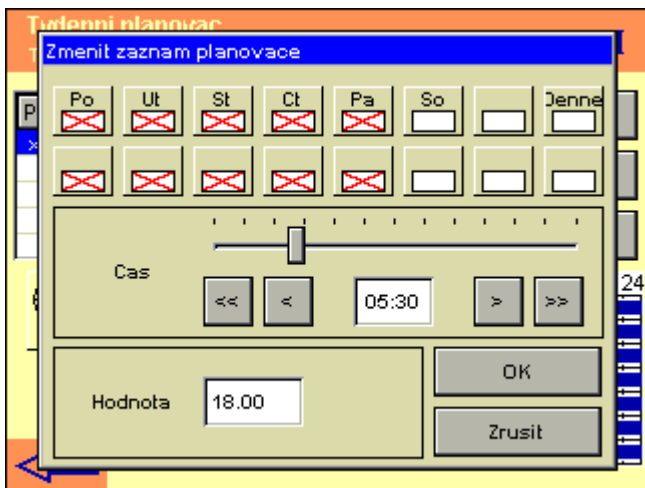 Tydenni planovac
T
Zmenit zaznam planovace
P
Po Ut St Ct Pa So Denne
x
Cas
<< < 05:30 > >>
24
Hodnota 18.00
OK
Zrusit